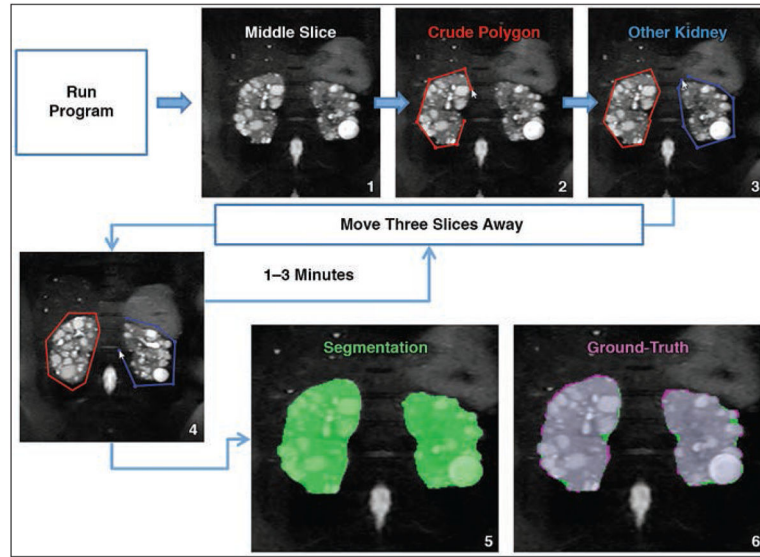 Run
Program
Middle Slice
1
Crude Polygon
2
Other Kidney
3
Move Three Slices Away
1–3 Minutes
4
Segmentation
5
Ground-Truth
6